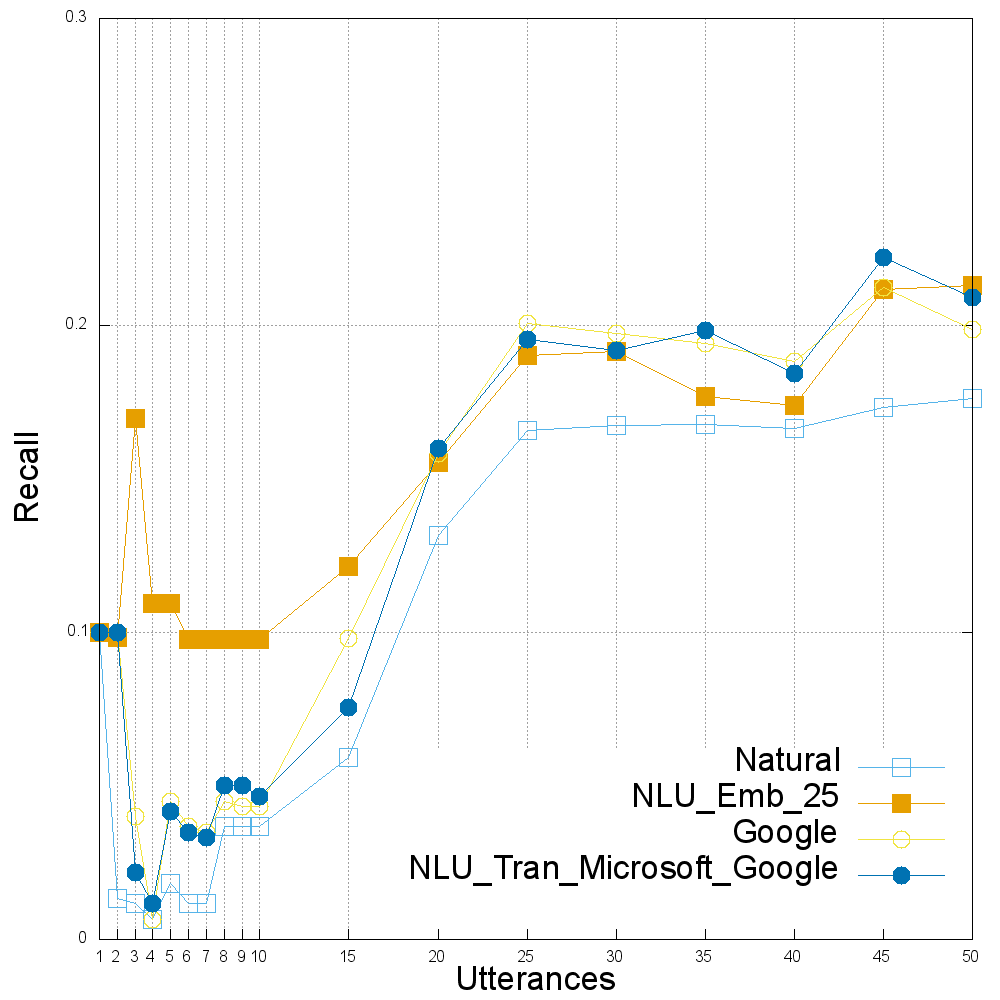 0.3
0.2
0.1
0
Recall
Natural
NLU_Emb_25
Google
NLU_Tran_Microsoft_Google
1 2 3 4 5 6 7 8 9 10 15 20 25 30 35 40 45 50
Utterances